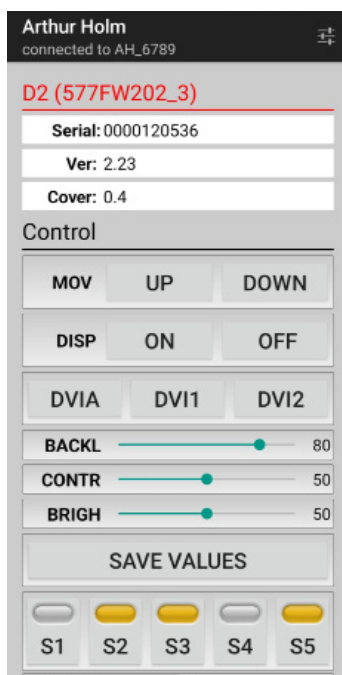 Arthur Holm
connected to AH_6789
D2 (577FW202_3)
Serial: 0000120536
Ver: 2.23
Cover: 0.4
Control
MOV UP DOWN
DISP ON OFF
DVIA DVI1 DVI2
BACKL 80
CONTR 50
BRIGH 50
SAVE VALUES
S1 S2 S3 S4 S5